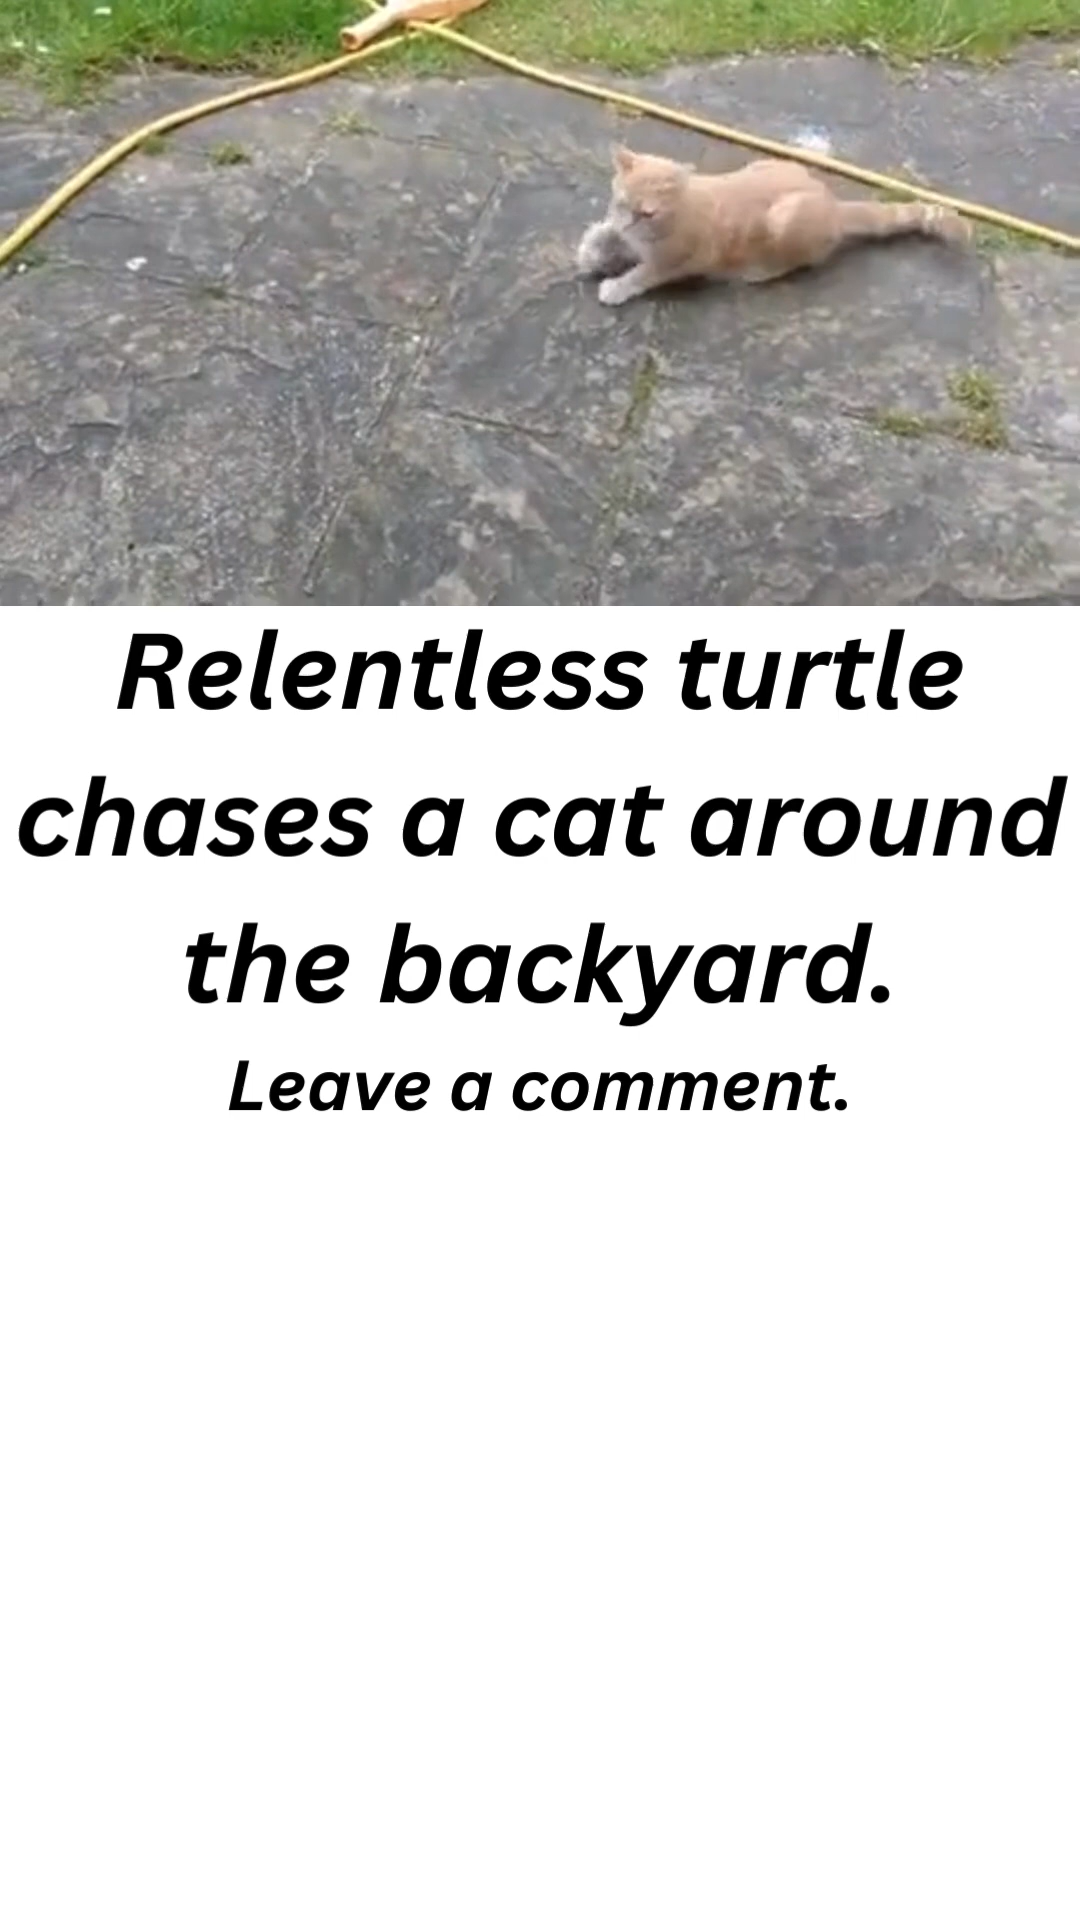 Relentless turtle
chases a cat around
the backyard.
Leave a comment.